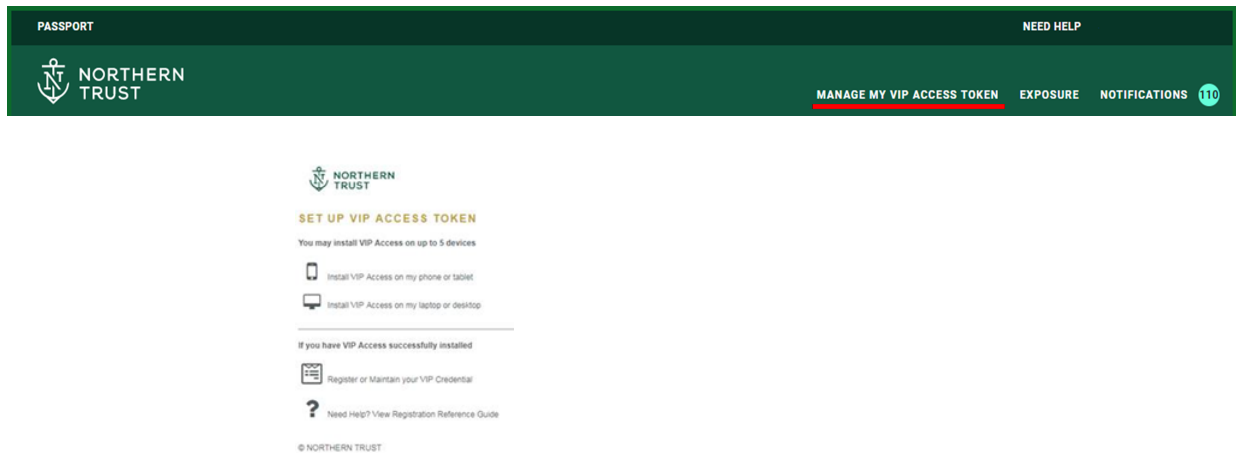 PASSPORT
NEED HELP
NORTHERN
TRUST
MANAGE MY VIP ACCESS TOKEN
EXPOSURE
NOTIFICATIONS
110
NORTHERN
TRUST
SET UP VIP ACCESS TOKEN
You may install VIP Access on up to 5 devices
Install VIP Access on my phone or tablet
Install VIP Access on my laptop or desktop
If you have VIP Access successfully installed
Register or Maintain your VIP Credential
? Need Help? View Registration Reference Guide
© NORTHERN TRUST